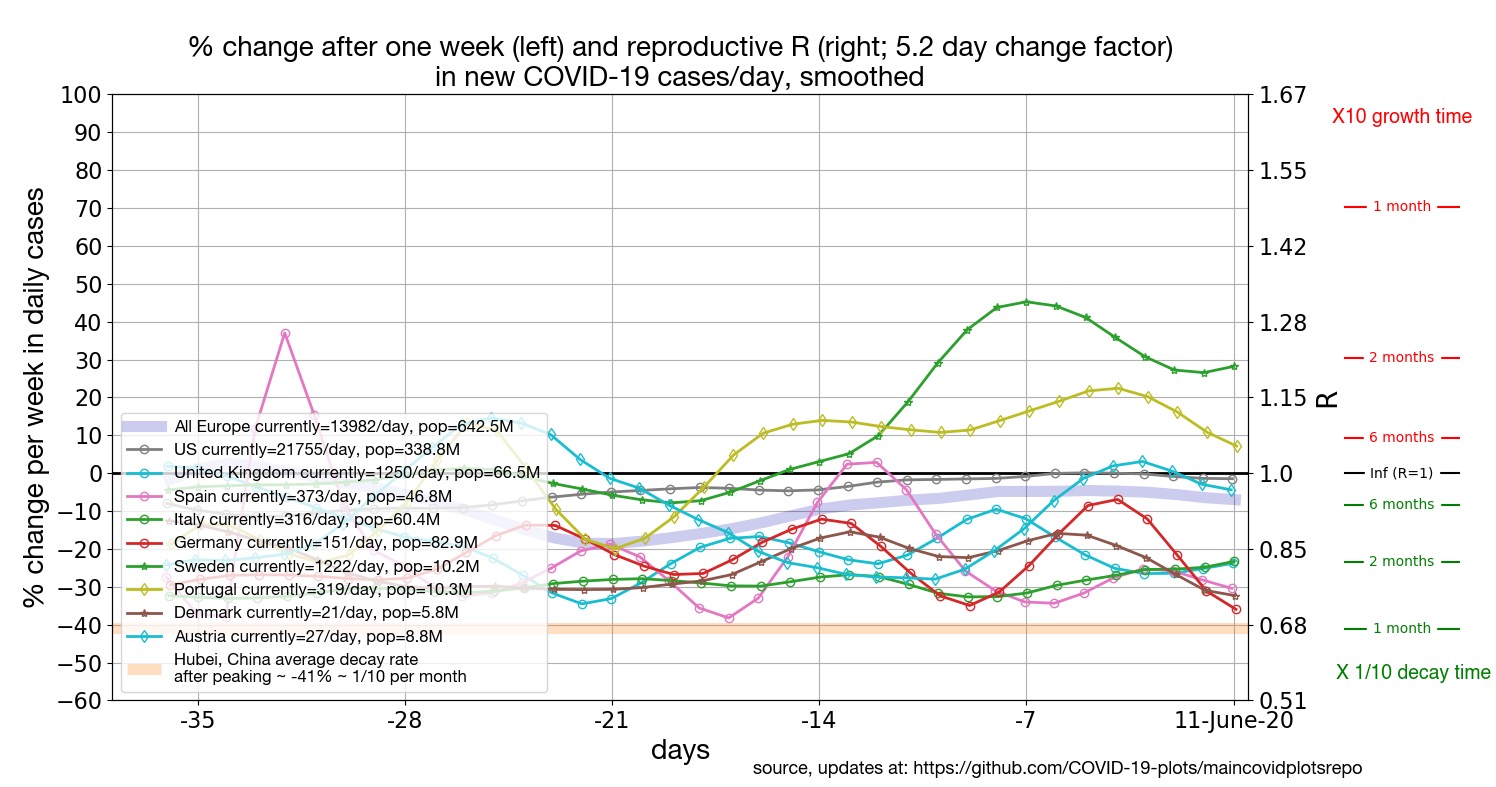 % change after one week (left) and reproductive R (right; 5.2 day change factor)
in new COVID-19 cases/day, smoothed
% change per week in daily cases
100
90
80
70
60
50
40
30
20
10
0
−10
−20
−30
−40
−50
−60
All Europe currently=13982/day, pop=642.5M
US currently=21755/day, pop=338.8M
United Kingdom currently=1250/day, pop=66.5M
Spain currently=373/day, pop=46.8M
Italy currently=316/day, pop=60.4M
Germany currently=151/day, pop=82.9M
Sweden currently=1222/day, pop=10.2M
Portugal currently=319/day, pop=10.3M
Denmark currently=21/day, pop=5.8M
Austria currently=27/day, pop=8.8M
Hubei, China average decay rate
after peaking ~ -41% ~ 1/10 per month
-35
-28
-21
-14
-7
11-June-20
days
1.67
1.55
1.42
1.28
1.15
1.0
0.85
0.68
0.51
R
X10 growth time
1 month
2 months
6 months
Inf (R=1)
6 months
2 months
1 month
X 1/10 decay time
source, updates at: https://github.com/COVID-19-plots/maincovidplotsrepo